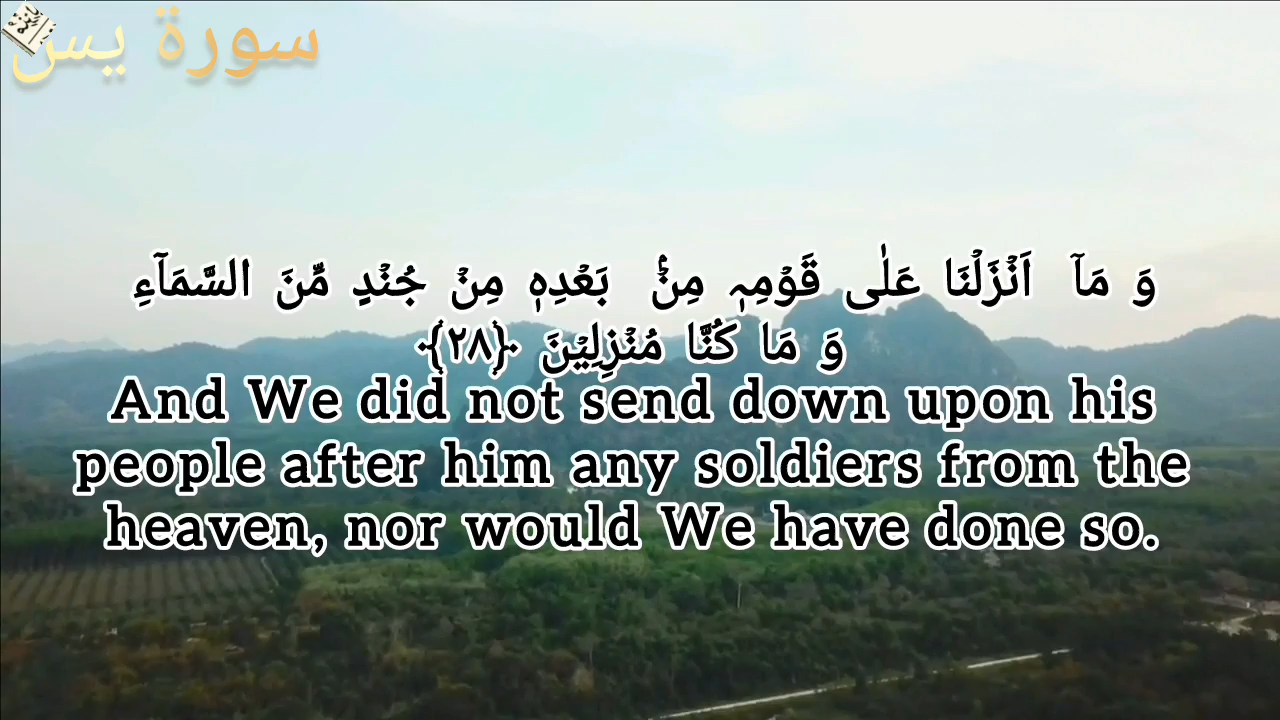 سورة يس
وَ مَاۤ اَنۡزَلۡنَا عَلٰی قَوۡمِہٖ مِنۡۢ بَعۡدِہٖ مِنۡ جُنۡدٍ مِّنَ السَّمَآءِ
وَ مَا کُنَّا مُنۡزِلِیۡنَ ﴿۲۸﴾
And We did not send down upon his
people after him any soldiers from the
heaven, nor would We have done so.